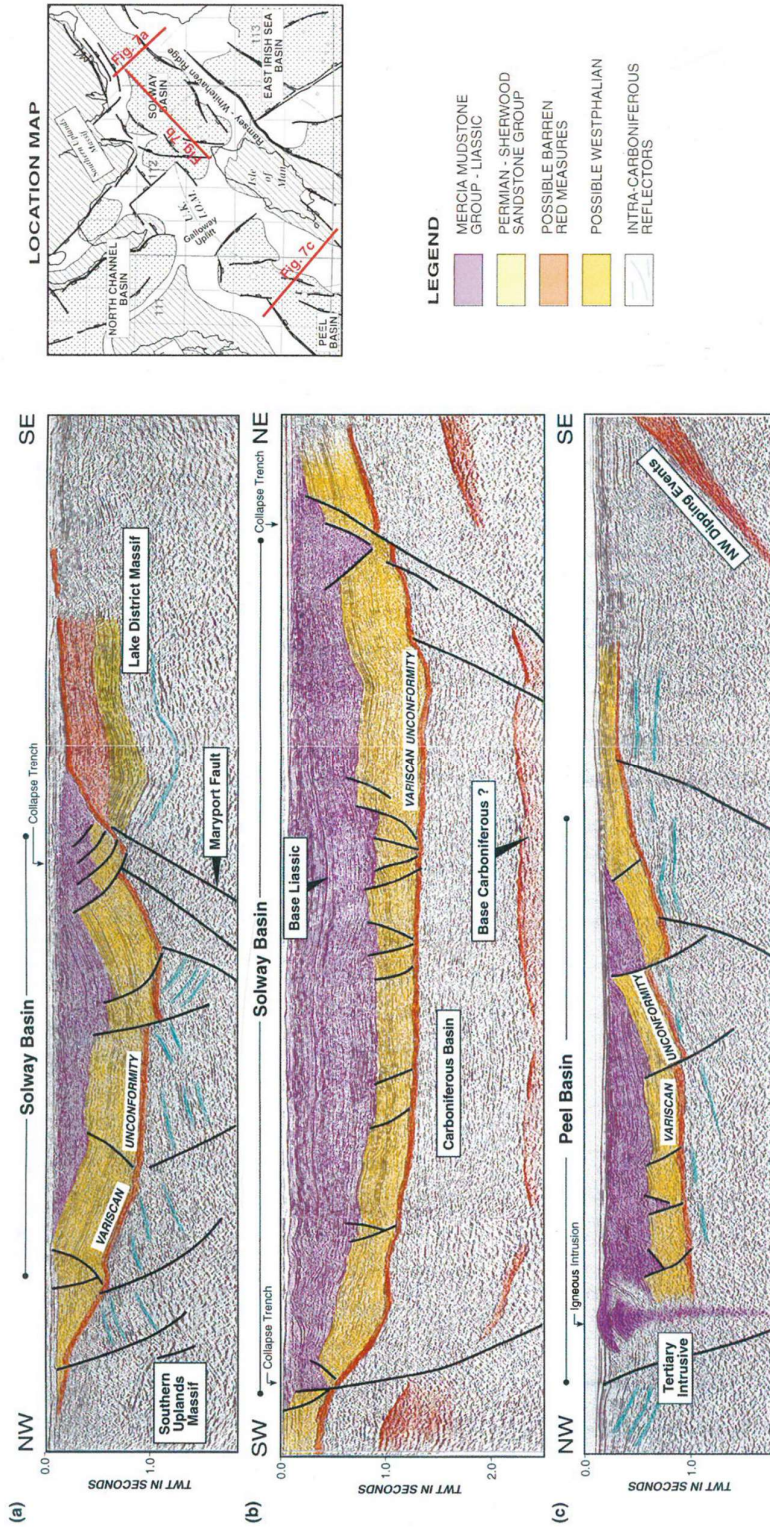 (a)
NW
Solway Basin
Collapse Trench
SE
0.0
1.0
TWT IN SECONDS
Southern
Uplands
Massif
VARISCAN
UNCONFORMITY
Maryport Fault
Lake District Massif
(b)
SW
Collapse Trench
Solway Basin
Collapse Trench
NE
0.0
1.0
2.0
TWT IN SECONDS
Base Liassic
VARISCAN UNCONFORMITY
Carboniferous Basin
Base Carboniferous ?
(c)
NW
Igneous Intrusion
Peel Basin
SE
0.0
1.0
TWT IN SECONDS
Tertiary
Intrusive
VARISCAN
UNCONFORMITY
NW Dipping Events
LOCATION MAP
Southern Uplands
Massif
Fig. 7a
NORTH CHANNEL
BASIN
111
112
SOLWAY
BASIN
Fig. 7b
113
U.K.
I.O.M.
Galloway
Uplift
Ramsey - Whitehaven Ridge
EAST IRISH SEA
BASIN
Isle
of
Man
Fig. 7c
PEEL
BASIN
LEGEND
MERCIA MUDSTONE
GROUP - LIASSIC
PERMIAN - SHERWOOD
SANDSTONE GROUP
POSSIBLE BARREN
RED MEASURES
POSSIBLE WESTPHALIAN
INTRA-CARBONIFEROUS
REFLECTORS